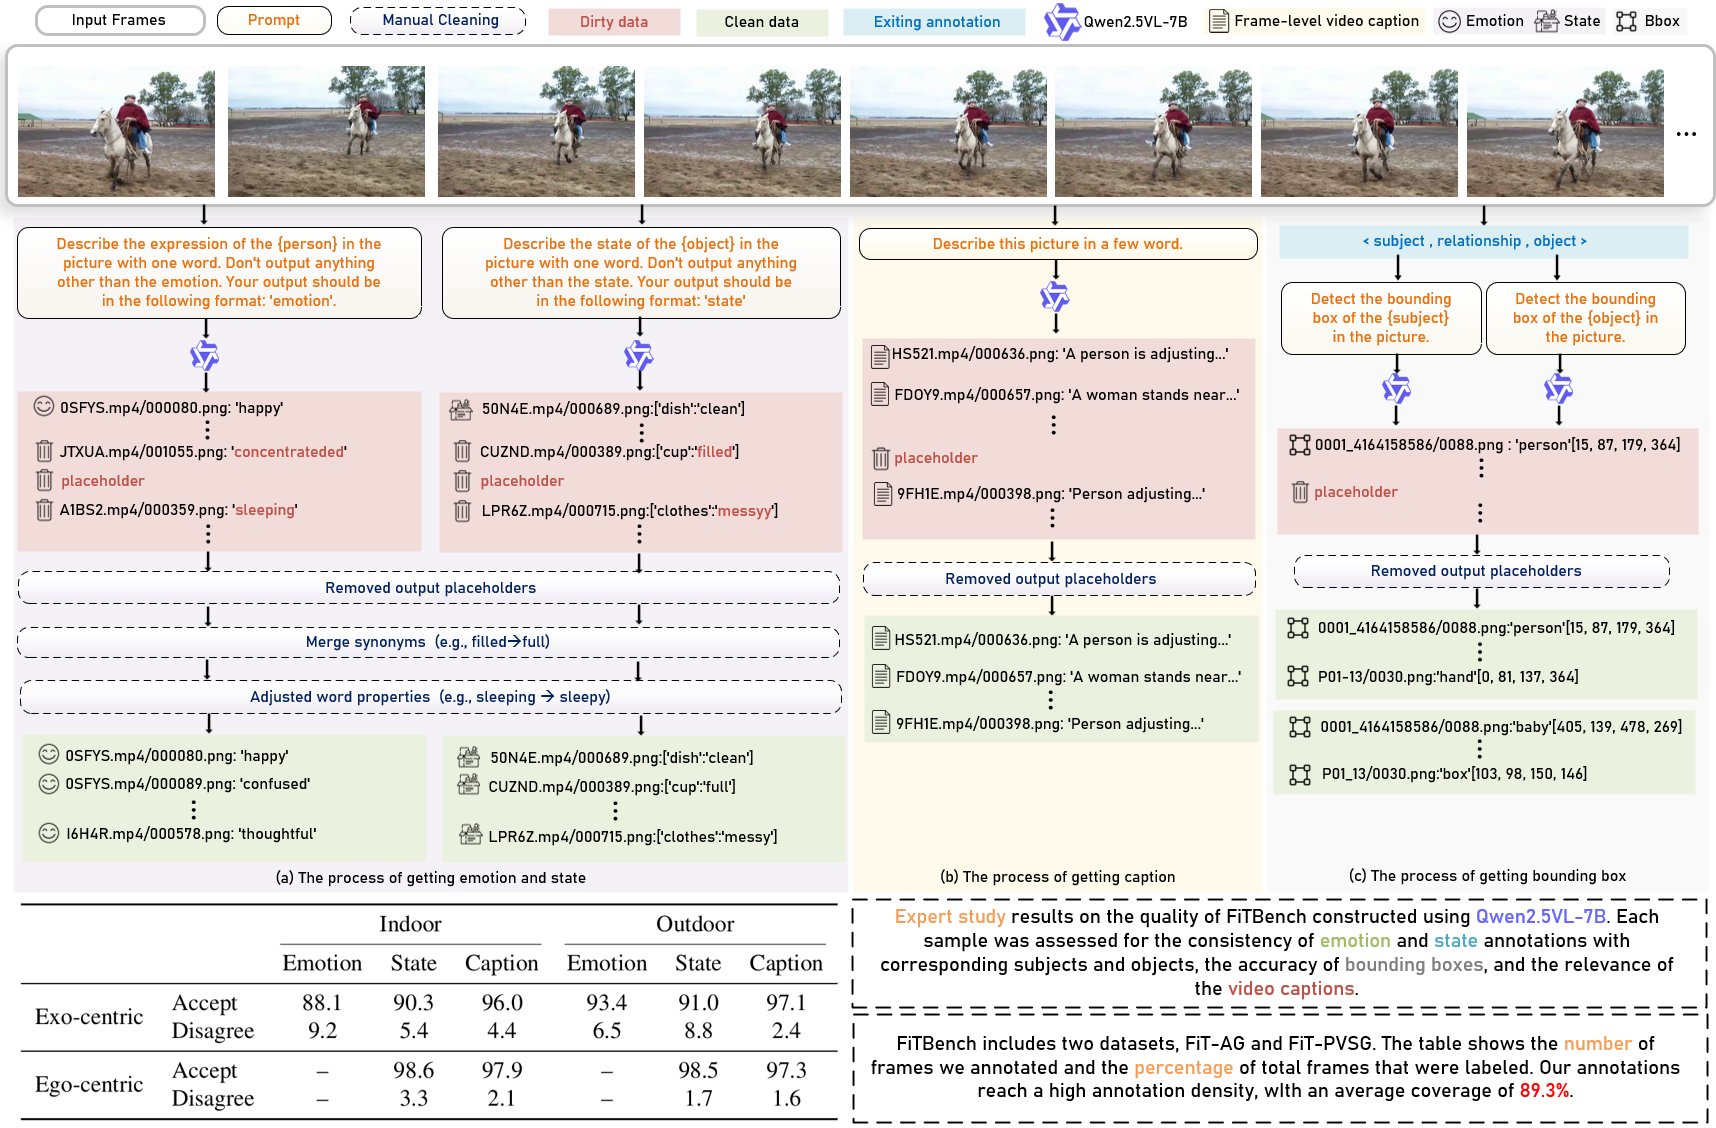 Input Frames
Prompt
Manual Cleaning
Dirty data
Clean data
Exiting annotation
Qwen2.5VL-7B
Frame-level video caption
Emotion
State
Bbox
...
Describe the expression of the {person} in the
picture with one word. Don't output anything
other than the emotion. Your output should be
in the following format: 'emotion'.
0SFYS.mp4/000080.png: 'happy'
JTXUA.mp4/001055.png: 'concentrateded'
placeholder
A1BS2.mp4/000359.png: 'sleeping'
Describe the state of the {object} in the
picture with one word. Don't output anything
other than the state. Your output should be
in the following format: 'state'
50N4E.mp4/000689.png:['dish':'clean']
CUZND.mp4/000389.png:['cup':'filled']
placeholder
LPR6Z.mp4/000715.png:['clothes':'messyy']
Removed output placeholders
Merge synonyms (e.g., filled→full)
Adjusted word properties (e.g., sleeping → sleepy)
0SFYS.mp4/000080.png: 'happy'
0SFYS.mp4/000089.png: 'confused'
I6H4R.mp4/000578.png: 'thoughtful'
50N4E.mp4/000689.png:['dish':'clean']
CUZND.mp4/000389.png:['cup':'full']
LPR6Z.mp4/000715.png:['clothes':'messy']
(a) The process of getting emotion and state
Describe this picture in a few word.
HS521.mp4/000636.png: 'A person is adjusting...'
FDOY9.mp4/000657.png: 'A woman stands near...'
placeholder
9FH1E.mp4/000398.png: 'Person adjusting...'
Removed output placeholders
HS521.mp4/000636.png: 'A person is adjusting...'
FDOY9.mp4/000657.png: 'A woman stands near...'
9FH1E.mp4/000398.png: 'Person adjusting...'
(b) The process of getting caption
< subject , relationship , object >
Detect the bounding
box of the {subject}
in the picture.
Detect the bounding
box of the {object} in
the picture.
0001_4164158586/0088.png : 'person'[15, 87, 179, 364]
placeholder
Removed output placeholders
0001_4164158586/0088.png:'person'[15, 87, 179, 364]
P01-13/0030.png:'hand'[0, 81, 137, 364]
0001_4164158586/0088.png:'baby'[405, 139, 478, 269]
P01_13/0030.png:'box'[103, 98, 150, 146]
(c) The process of getting bounding box
Indoor Outdoor
Emotion State Caption Emotion State Caption
Exo-centric
Accept 88.1 90.3 96.0 93.4 91.0 97.1
Disagree 9.2 5.4 4.4 6.5 8.8 2.4
Ego-centric
Accept – 98.6 97.9 – 98.5 97.3
Disagree – 3.3 2.1 – 1.7 1.6
Expert study results on the quality of FiTBench constructed using Qwen2.5VL-7B. Each
sample was assessed for the consistency of emotion and state annotations with
corresponding subjects and objects, the accuracy of bounding boxes, and the relevance of
the video captions.
FiTBench includes two datasets, FiT-AG and FiT-PVSG. The table shows the number of
frames we annotated and the percentage of total frames that were labeled. Our annotations
reach a high annotation density, wIth an average coverage of 89.3%.